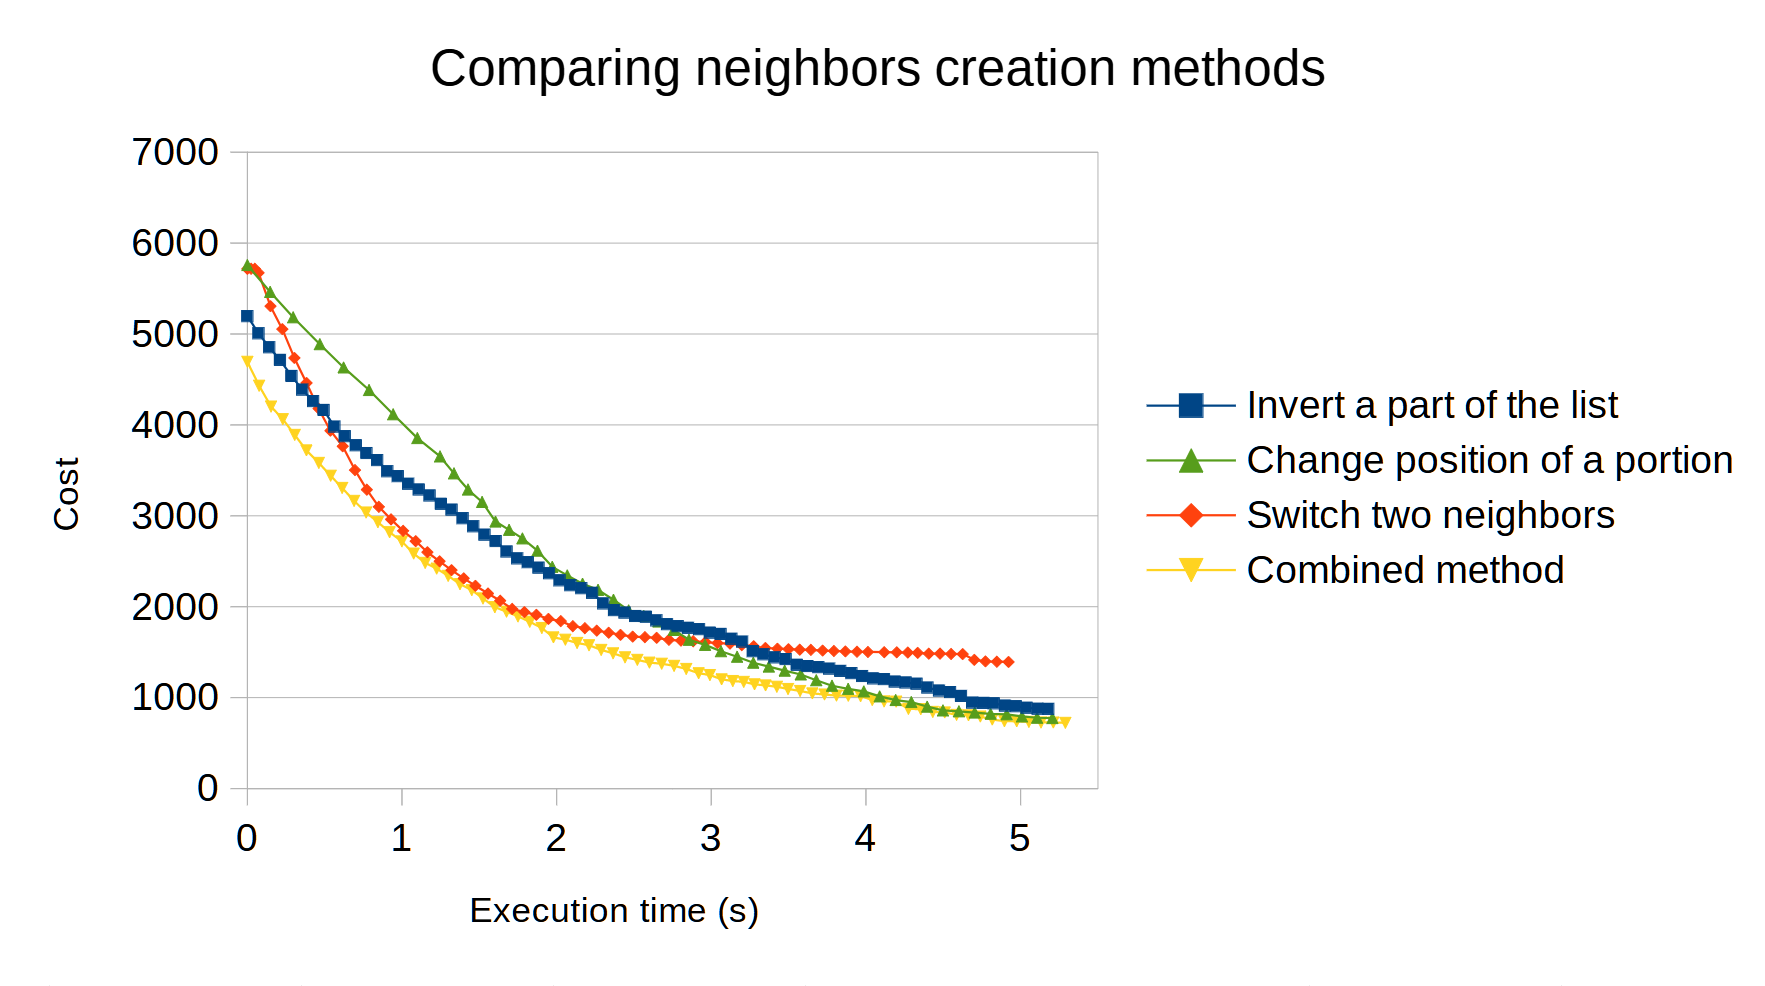 Comparing neighbors creation methods
7000
6000
5000
4000
3000
2000
1000
0
Cost
0 1 2 3 4 5
Execution time (s)
Invert a part of the list
Change position of a portion
Switch two neighbors
Combined method